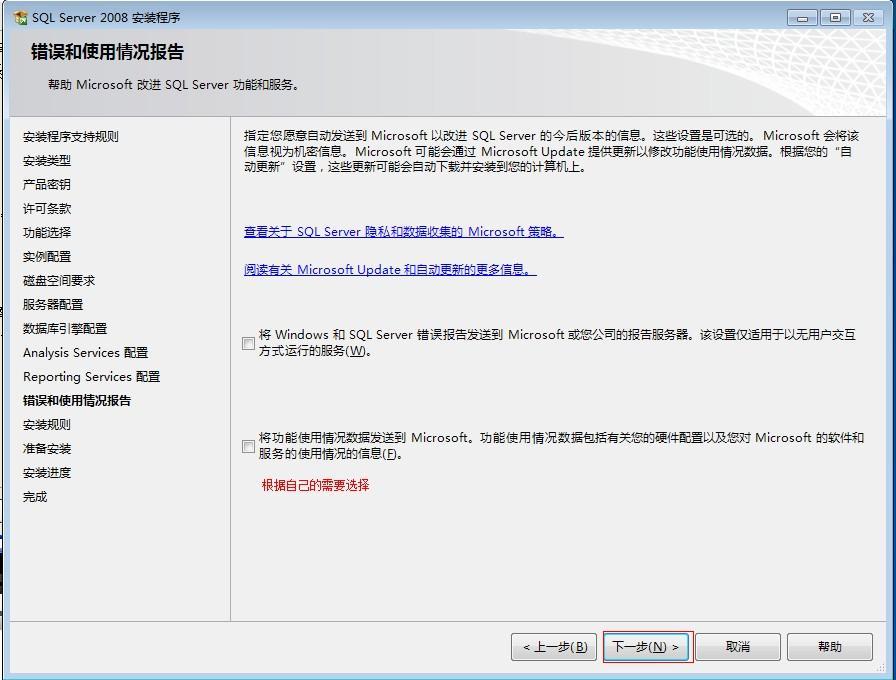 SQL Server 2008 安装程序
错误和使用情况报告
帮助 Microsoft 改进 SQL Server 功能和服务。
安装程序支持规则
安装类型
产品密钥
许可条款
功能选择
实例配置
磁盘空间要求
服务器配置
数据库引擎配置
Analysis Services 配置
Reporting Services 配置
错误和使用情况报告
安装规则
准备安装
安装进度
完成
指定您愿意自动发送到 Microsoft 以改进 SQL Server 的今后版本的信息。这些设置是可选的。 Microsoft 会将该
信息视为机密信息。Microsoft 可能会通过 Microsoft Update 提供更新以修改功能使用情况数据。根据您的“自
动更新”设置，这些更新可能会自动下载并安装到您的计算机上。
查看关于 SQL Server 隐私和数据收集的 Microsoft 策略。
阅读有关 Microsoft Update 和自动更新的更多信息。
将 Windows 和 SQL Server 错误报告发送到 Microsoft 或您公司的报告服务器。该设置仅适用于以无用户交互
方式运行的服务(W)。
将功能使用情况数据发送到 Microsoft。功能使用情况数据包括有关您的硬件配置以及您对 Microsoft 的软件和
服务的使用情况的信息(F)。
根据自己的需要选择
< 上一步(B)
下一步(N) >
取消
帮助